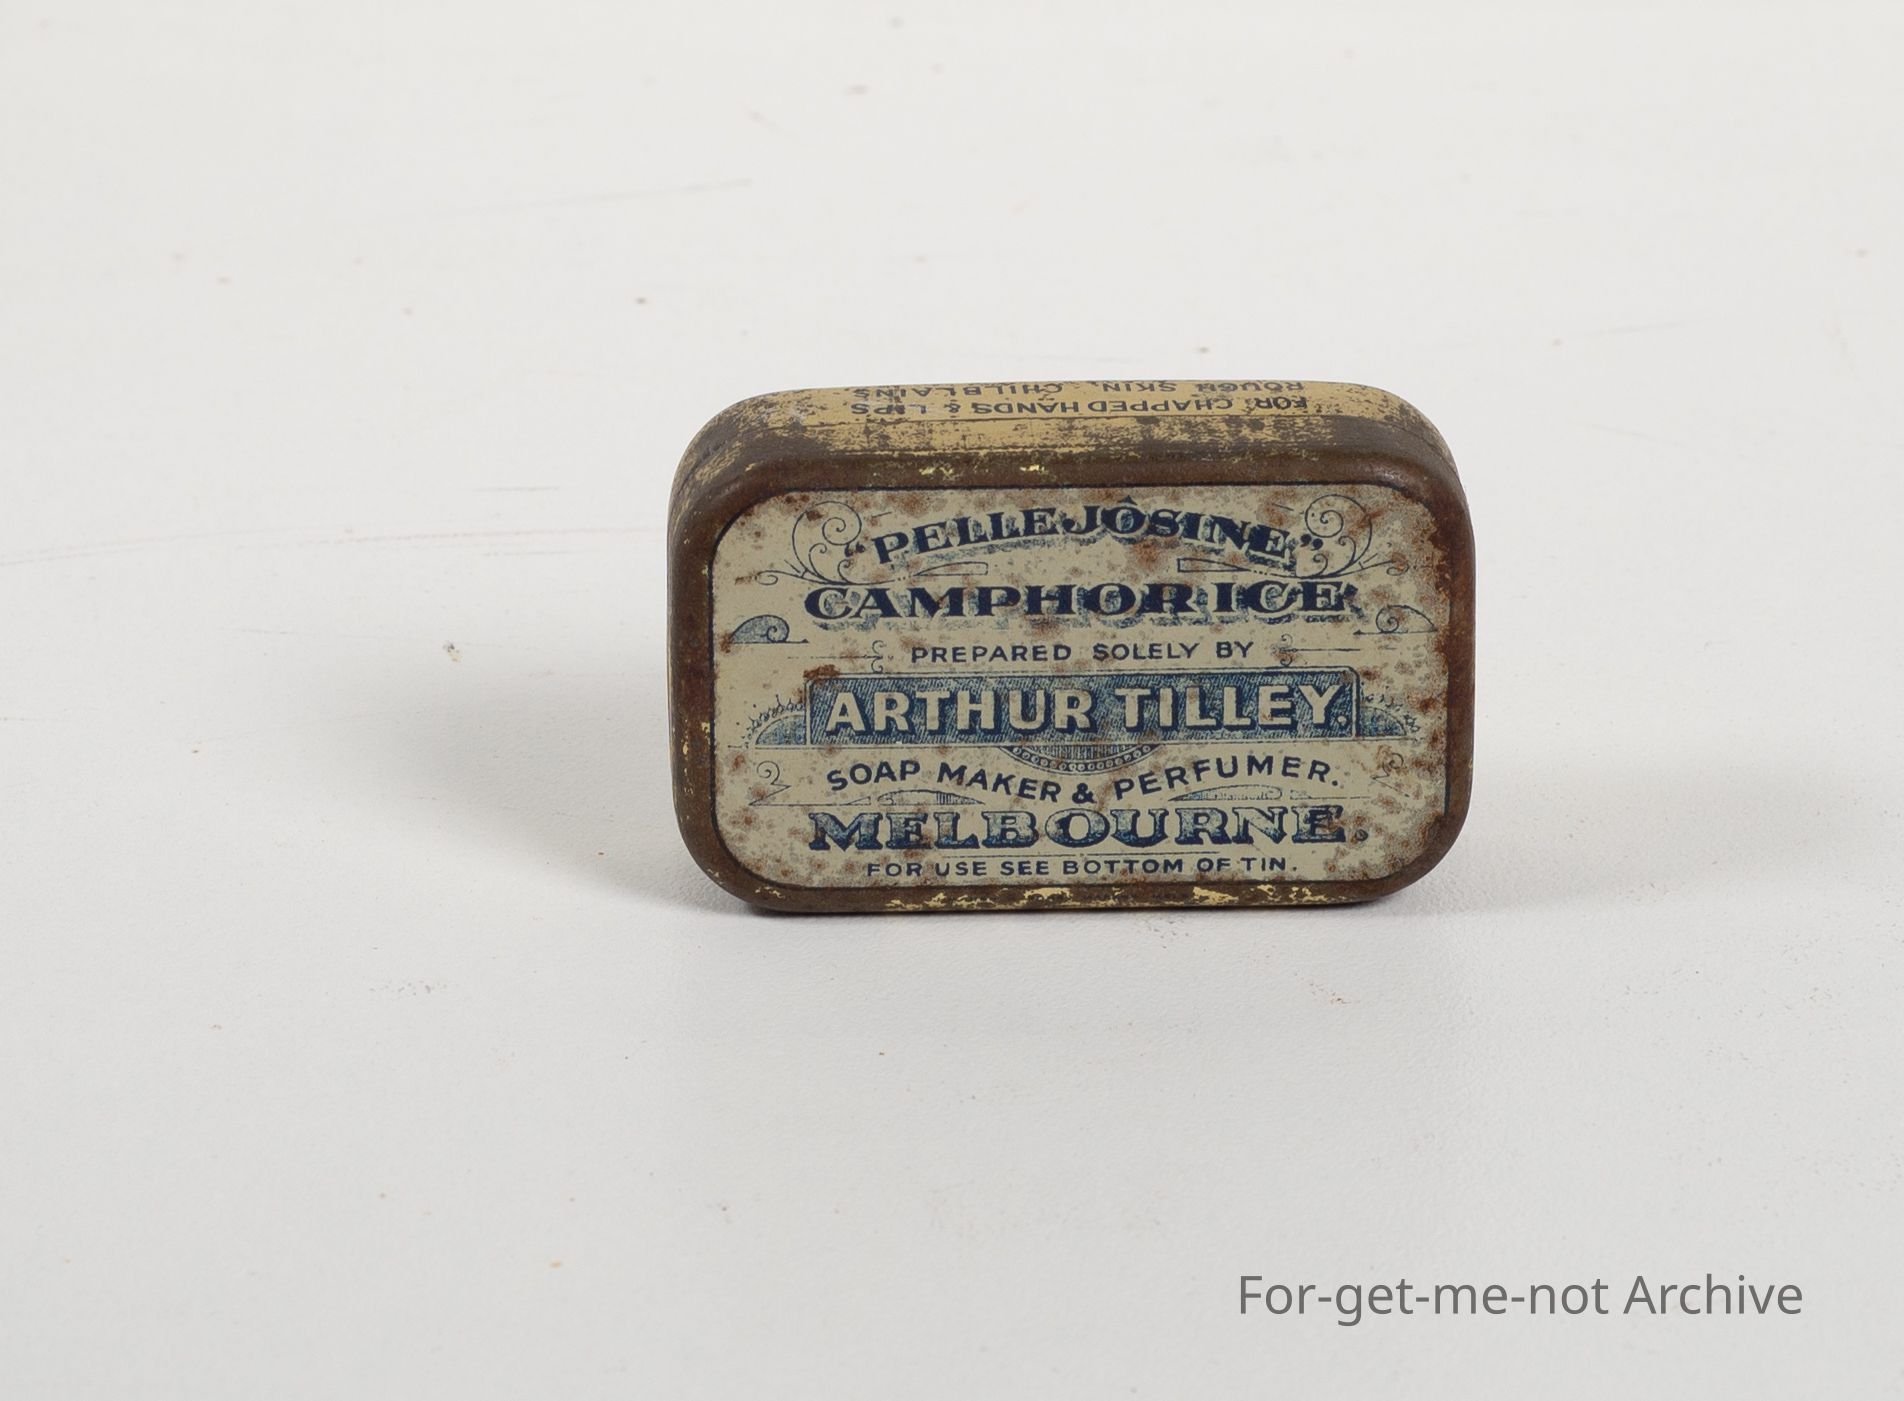 ROUGH SKIN, CHILBLAINS.
FOR CHAPPED HANDS & LIPS
"PELLEJÔSINE"
CAMPHOR ICE
PREPARED SOLELY BY
ARTHUR TILLEY.
SOAP MAKER & PERFUMER.
MELBOURNE.
FOR USE SEE BOTTOM OF TIN.
For-get-me-not Archive